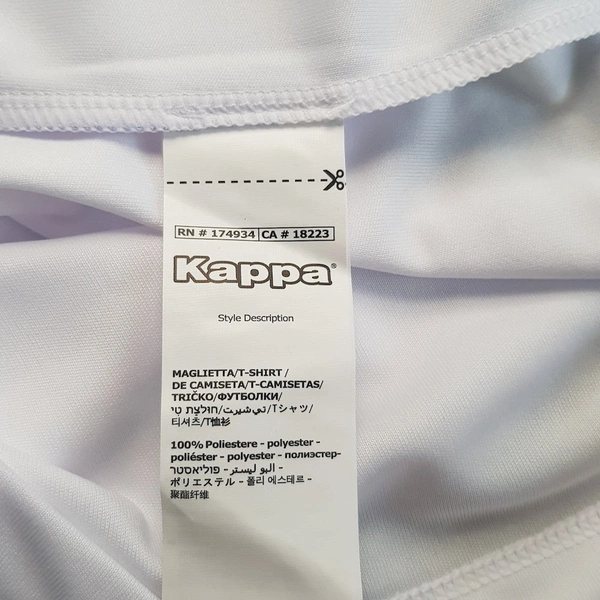 RN # 174934 CA # 18223
Kappa®
Style Description
MAGLIETTA/T-SHIRT /
DE CAMISETA/T-CAMISETAS/
TRIČKO/ФУТБОЛКИ/
חולצת טי/تي شيرت/Tシャツ/
티셔츠/T恤衫
100% Poliestere - polyester -
poliéster - polyester - полиэстер-
פוליאסטר - البو ليستر -
ポリエステル - 폴리 에스테르 -
聚酯纤维